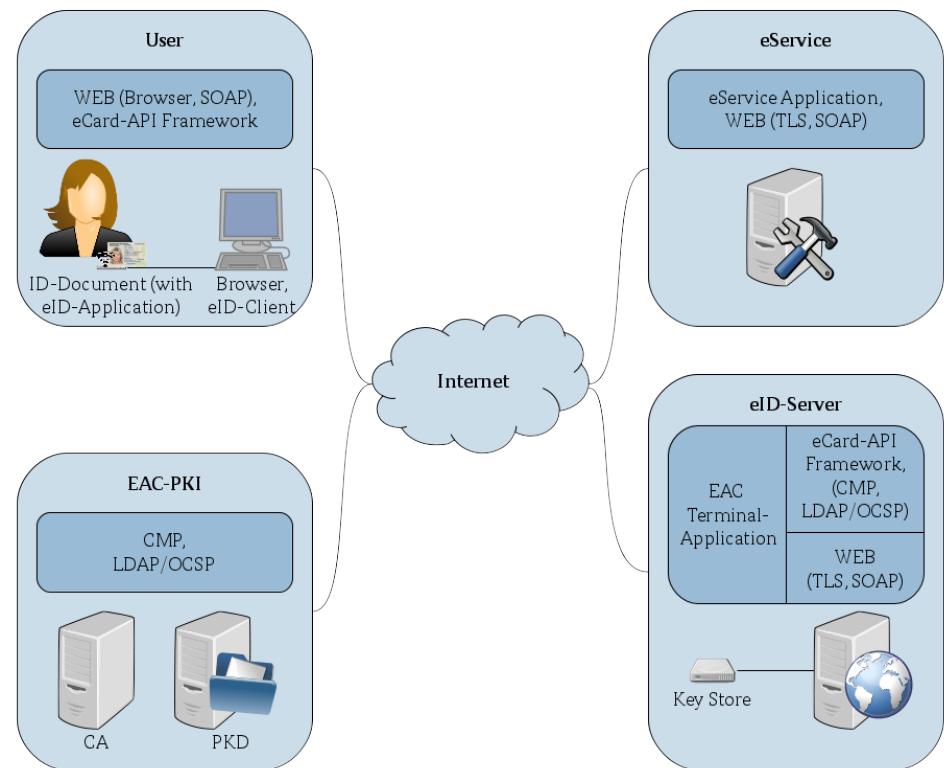 User
WEB (Browser, SOAP),
eCard-API Framework
ID-Document (with
eID-Application)
Browser,
eID-Client
eService
eService Application,
WEB (TLS, SOAP)
Internet
EAC-PKI
CMP,
LDAP/OCSP
CA
PKD
eID-Server
EAC
Terminal-
Application
eCard-API
Framework,
(CMP,
LDAP/OCSP)
WEB
(TLS, SOAP)
Key Store